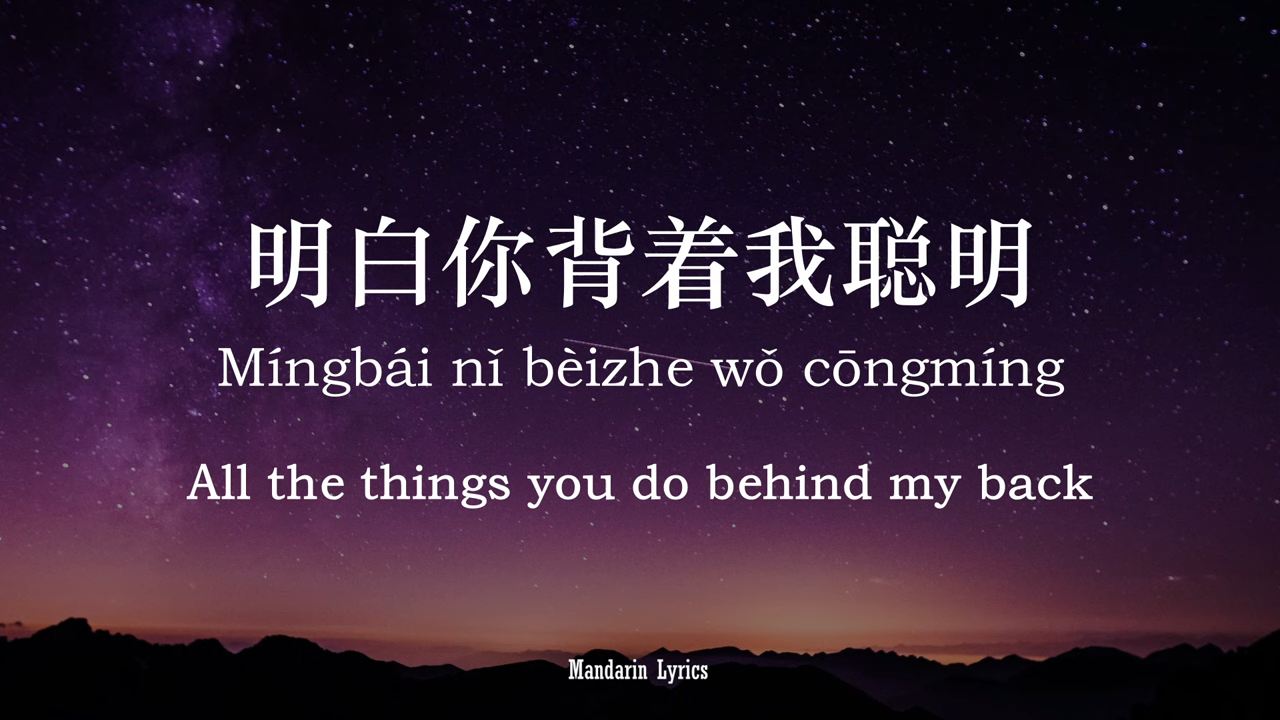 明白你背着我聪明
Míngbái nǐ bèizhe wǒ cōngmíng
All the things you do behind my back
Mandarin Lyrics